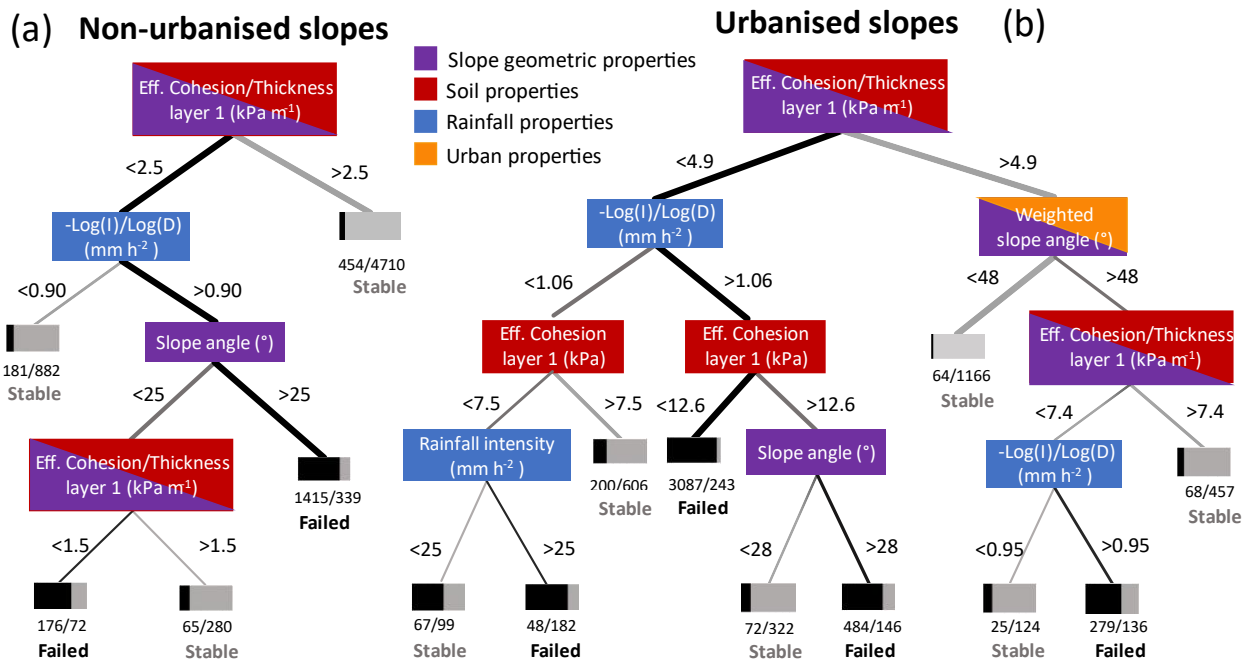 (a) Non-urbanised slopes
Urbanised slopes (b)
Slope geometric properties
Soil properties
Rainfall properties
Urban properties
Eff. Cohesion/Thickness
layer 1 (kPa m⁻¹)
<2.5
>2.5
-Log(I)/Log(D)
(mm h⁻² )
454/4710
Stable
<0.90
>0.90
181/882
Stable
Slope angle (°)
<25
>25
Eff. Cohesion/Thickness
layer 1 (kPa m⁻¹)
1415/339
Failed
<1.5
>1.5
176/72
Failed
65/280
Stable
Eff. Cohesion/Thickness
layer 1 (kPa m⁻¹)
<4.9
>4.9
-Log(I)/Log(D)
(mm h⁻² )
Weighted
slope angle (°)
<1.06
>1.06
<48
>48
Eff. Cohesion
layer 1 (kPa)
Eff. Cohesion
layer 1 (kPa)
64/1166
Stable
Eff. Cohesion/Thickness
layer 1 (kPa m⁻¹)
<7.5
>7.5
<12.6
>12.6
<7.4
>7.4
Rainfall intensity
(mm h⁻² )
200/606
Stable
3087/243
Failed
Slope angle (°)
-Log(I)/Log(D)
(mm h⁻² )
68/457
Stable
<25
>25
<28
>28
<0.95
>0.95
67/99
Stable
48/182
Failed
72/322
Stable
484/146
Failed
25/124
Stable
279/136
Failed